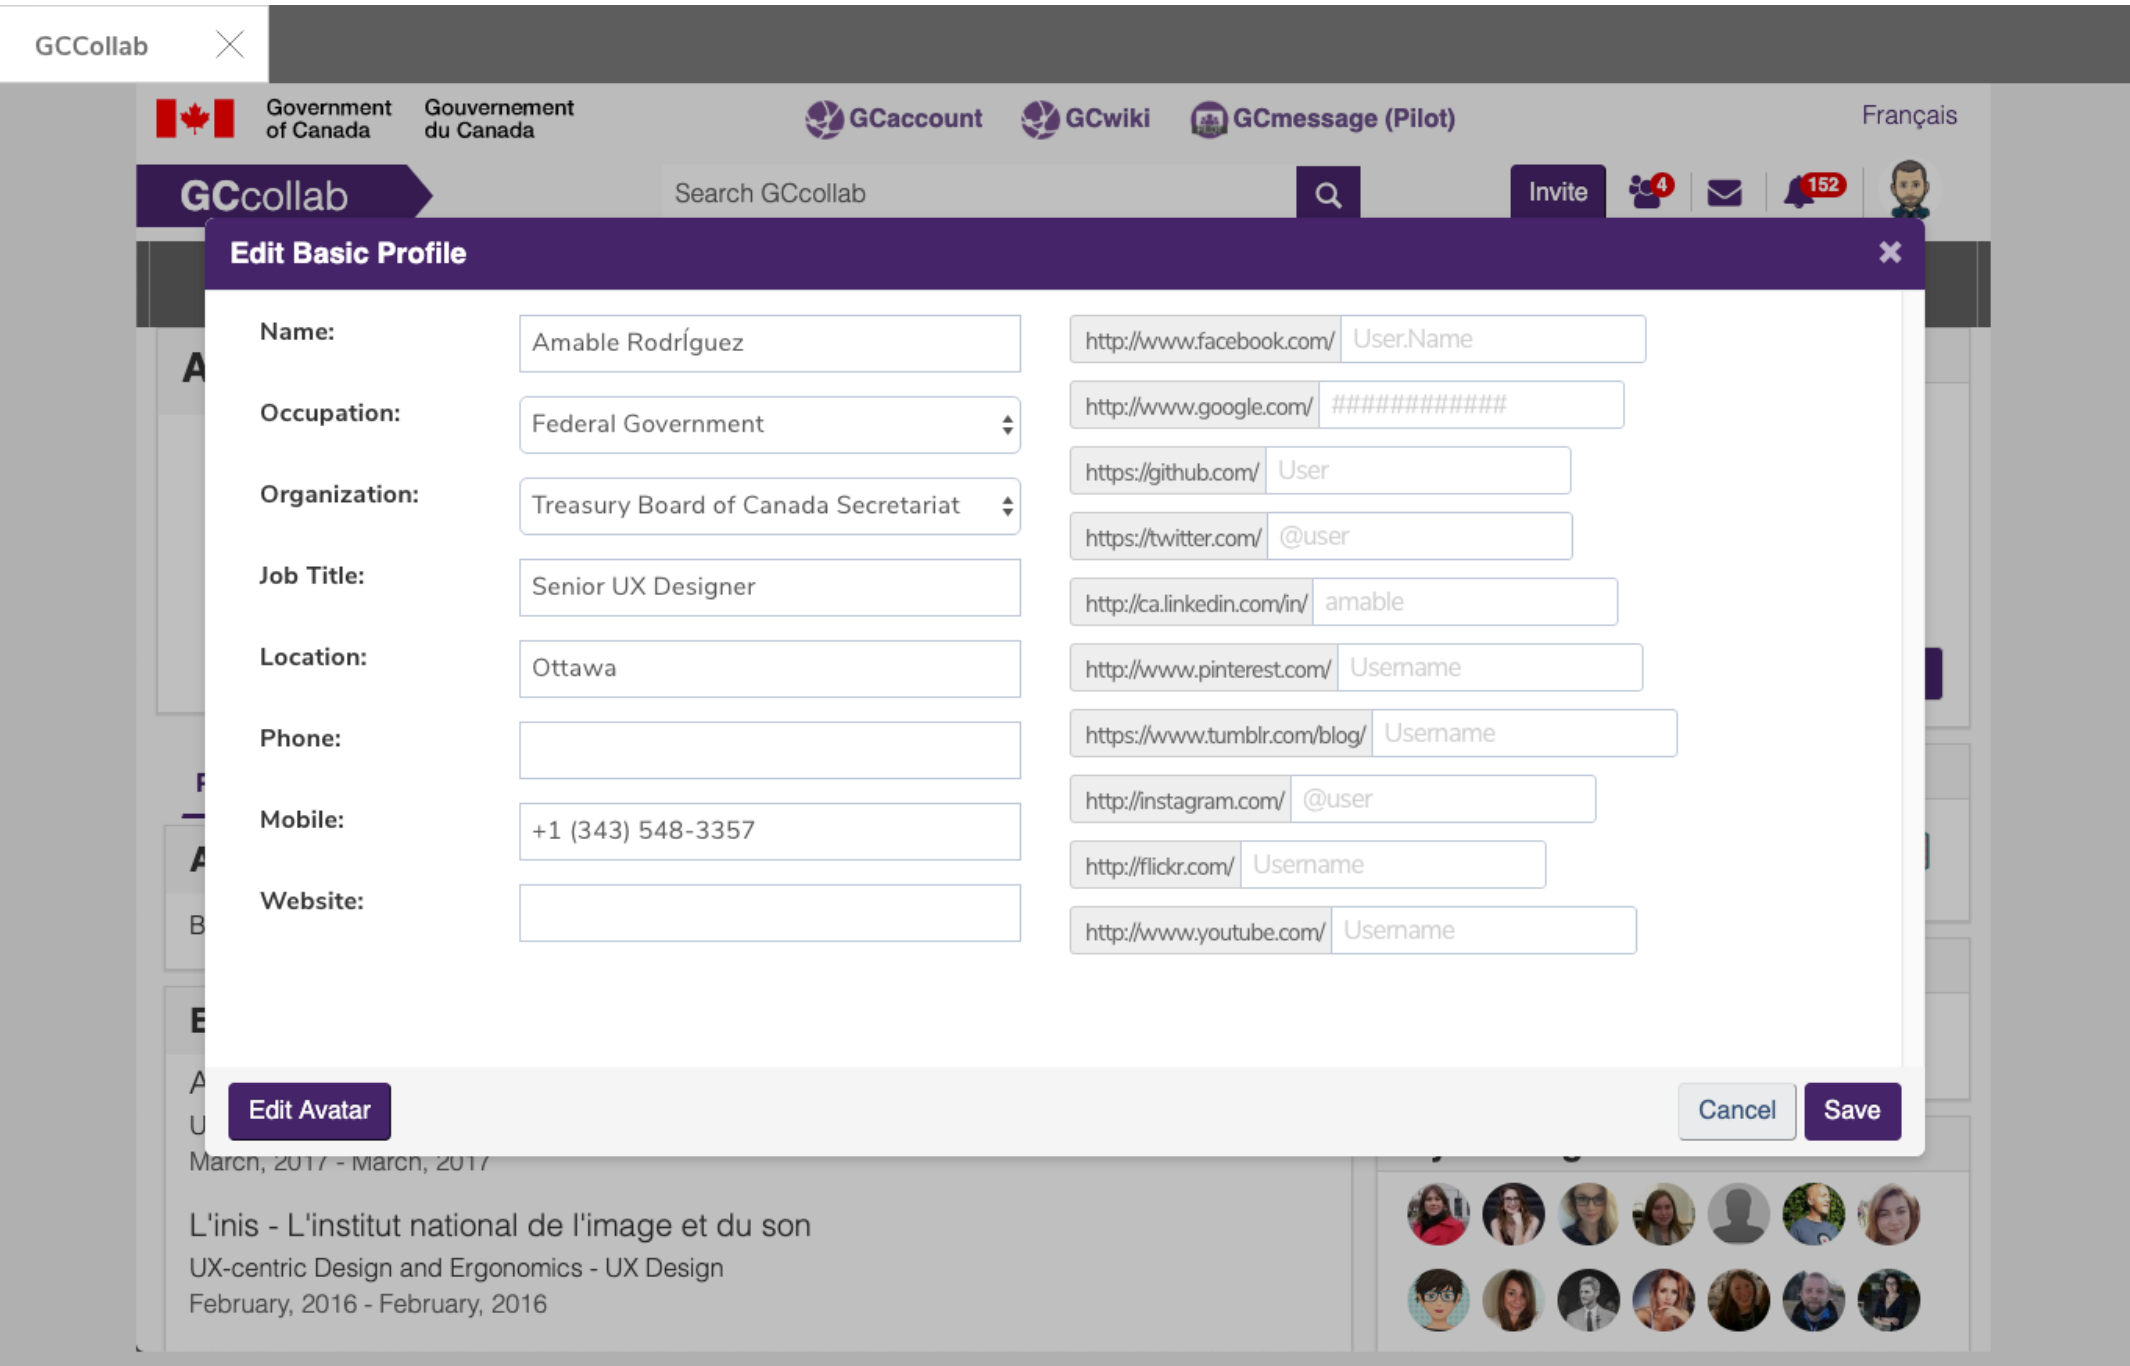 GCCollab
Government of Canada
Gouvernement du Canada
GCaccount
GCwiki
GCmessage (Pilot)
Français
GCcollab
Search GCcollab
Invite
4
152
Edit Basic Profile
Name:
Amable RodrÍguez
Occupation:
Federal Government
Organization:
Treasury Board of Canada Secretariat
Job Title:
Senior UX Designer
Location:
Ottawa
Phone:
Mobile:
+1 (343) 548-3357
Website:
http://www.facebook.com/ User.Name
http://www.google.com/ ############
https://github.com/ User
https://twitter.com/ @user
http://ca.linkedin.com/in/ amable
http://www.pinterest.com/ Username
https://www.tumblr.com/blog/ Username
http://instagram.com/ @user
http://flickr.com/ Username
http://www.youtube.com/ Username
Edit Avatar
Cancel
Save
March, 2017 - March, 2017
L'inis - L'institut national de l'image et du son
UX-centric Design and Ergonomics - UX Design
February, 2016 - February, 2016